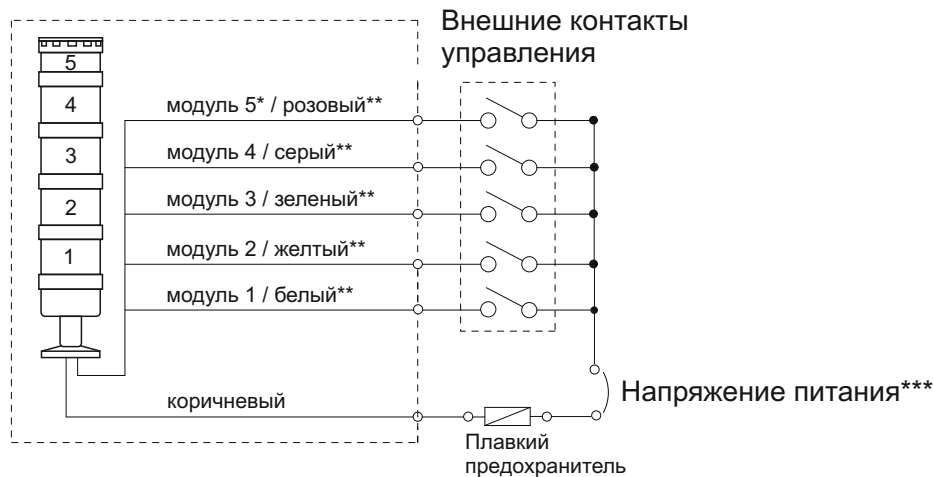 Внешние контакты
управления
5
4
3
2
1
модуль 5* / розовый**
модуль 4 / серый**
модуль 3 / зеленый**
модуль 2 / желтый**
модуль 1 / белый**
коричневый
Напряжение питания***
Плавкий
предохранитель